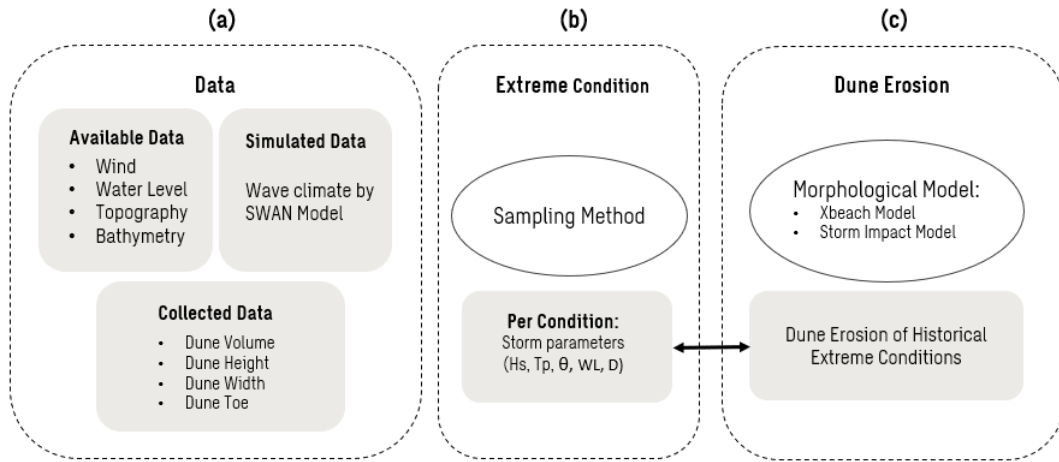 (a)
Data
Available Data
• Wind
• Water Level
• Topography
• Bathymetry
Simulated Data
Wave climate by
SWAN Model
Collected Data
• Dune Volume
• Dune Height
• Dune Width
• Dune Toe
(b)
Extreme Condition
Sampling Method
Per Condition:
Storm parameters
(Hs, Tp, θ, WL, D)
(c)
Dune Erosion
Morphological Model:
• Xbeach Model
• Storm Impact Model
Dune Erosion of Historical
Extreme Conditions